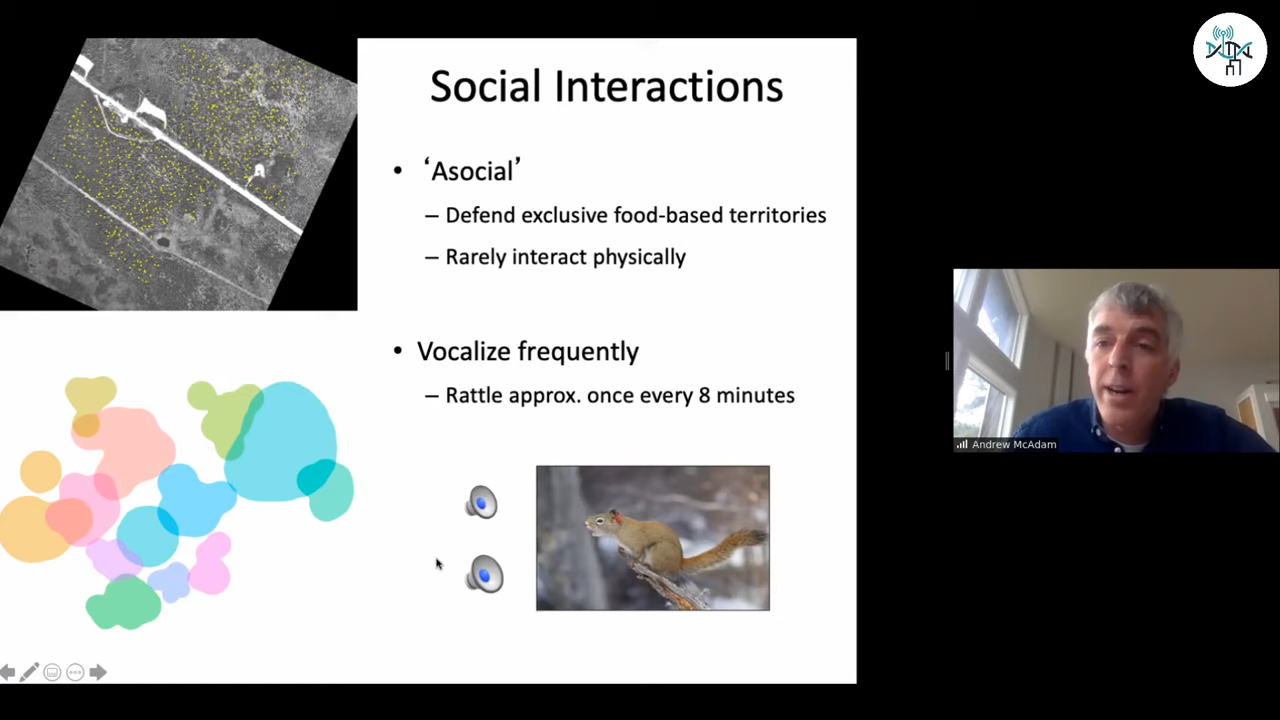 Social Interactions
• ‘Asocial’
– Defend exclusive food-based territories
– Rarely interact physically
• Vocalize frequently
– Rattle approx. once every 8 minutes
Andrew McAdam